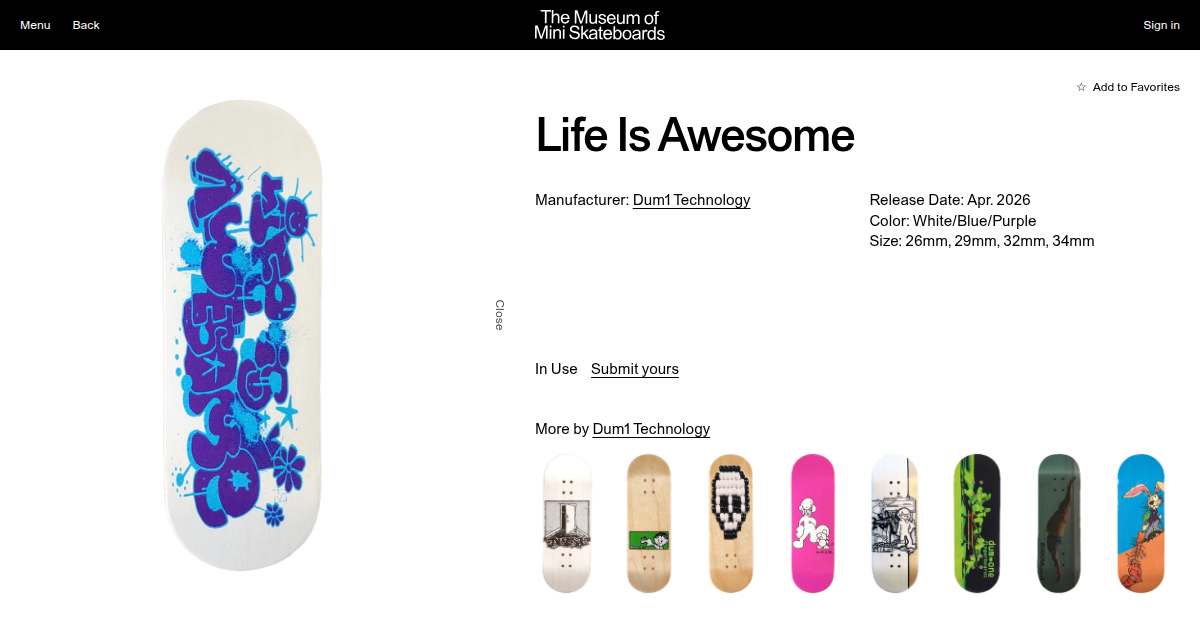 Menu
Back
The Museum of
Mini Skateboards
Sign in
☆ Add to Favorites
Life Is Awesome
Manufacturer: Dum1 Technology
Release Date: Apr. 2026
Color: White/Blue/Purple
Size: 26mm, 29mm, 32mm, 34mm
Close
In Use Submit yours
More by Dum1 Technology